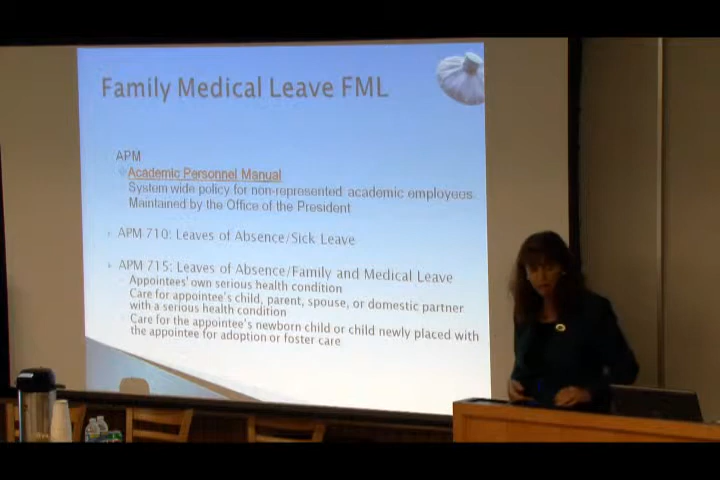 Family Medical Leave FML
APM
Academic Personnel Manual
System wide policy for non-represented academic employees
Maintained by the Office of the President
APM 710: Leaves of Absence/Sick Leave
APM 715: Leaves of Absence/Family and Medical Leave
Appointees' own serious health condition
Care for appointee's child, parent, spouse, or domestic partner
with a serious health condition
Care for the appointee's newborn child or child newly placed with
the appointee for adoption or foster care